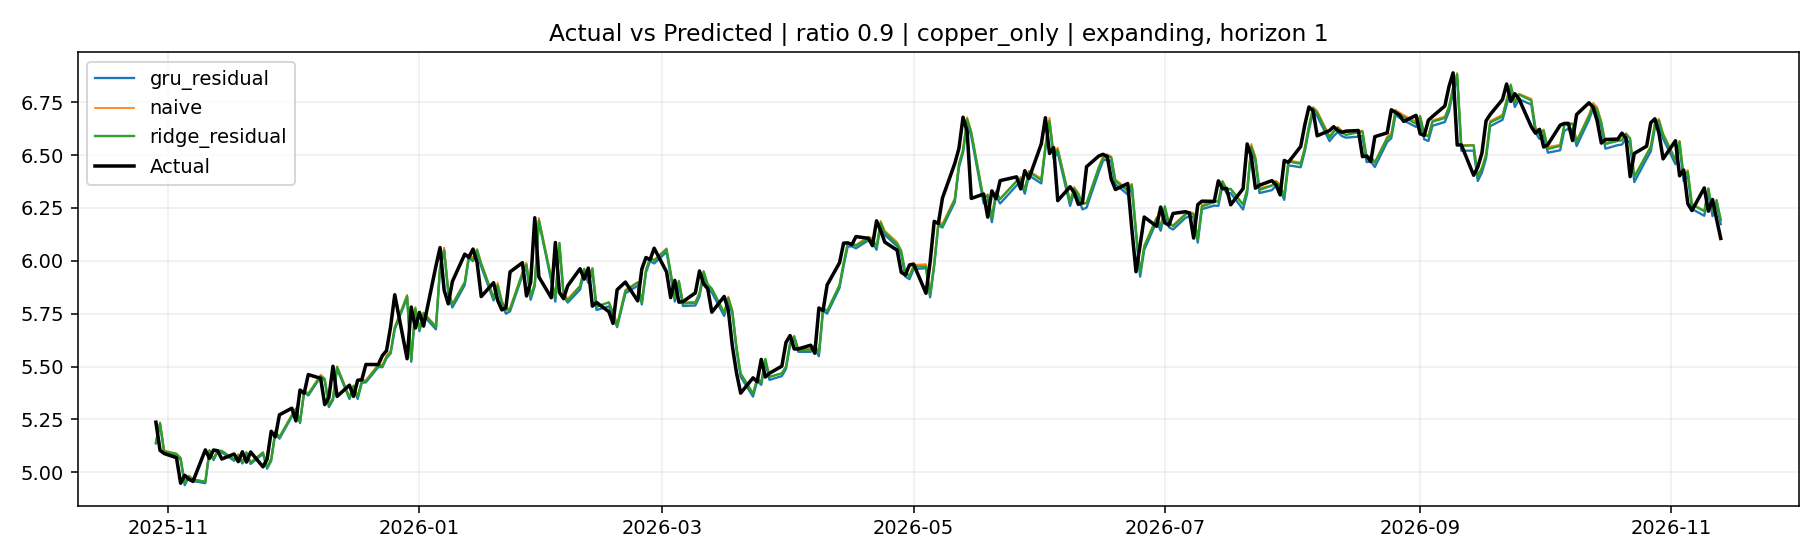 Actual vs Predicted | ratio 0.9 | copper_only | expanding, horizon 1
gru_residual
naive
ridge_residual
Actual
6.75
6.50
6.25
6.00
5.75
5.50
5.25
5.00
2025-11 2026-01 2026-03 2026-05 2026-07 2026-09 2026-11